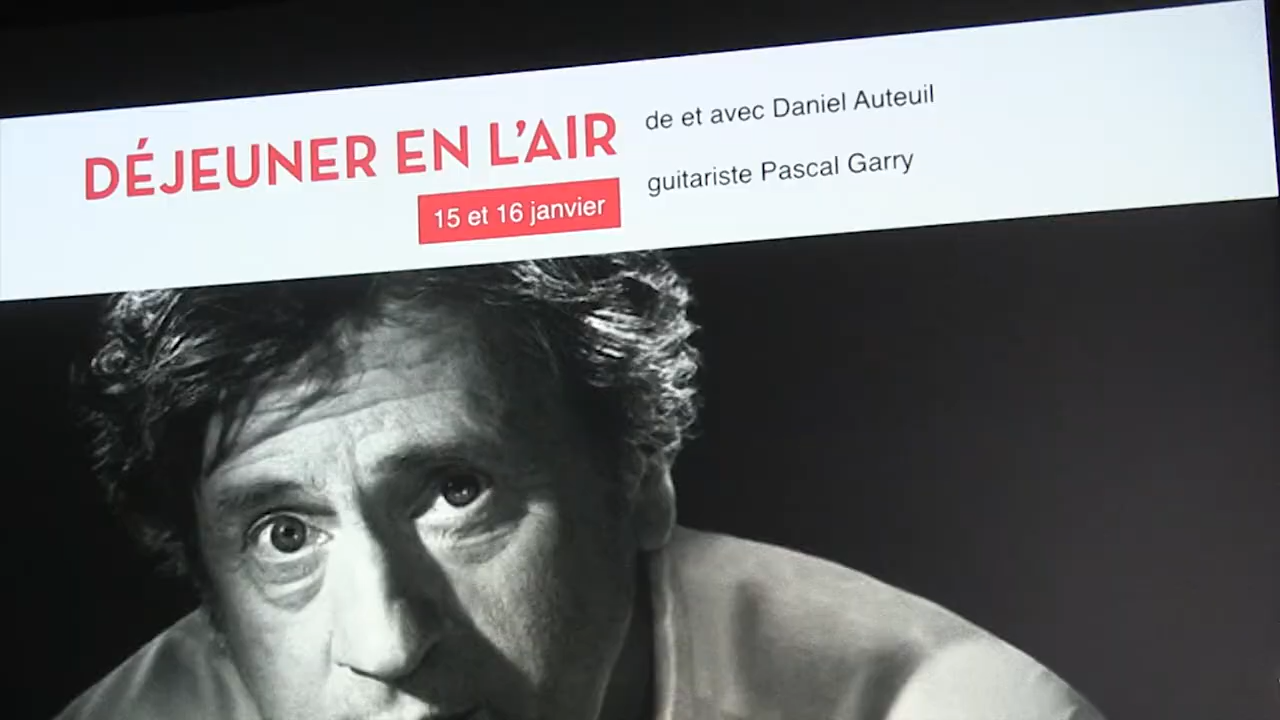 DÉJEUNER EN L'AIR
15 et 16 janvier
de et avec Daniel Auteuil
guitariste Pascal Garry